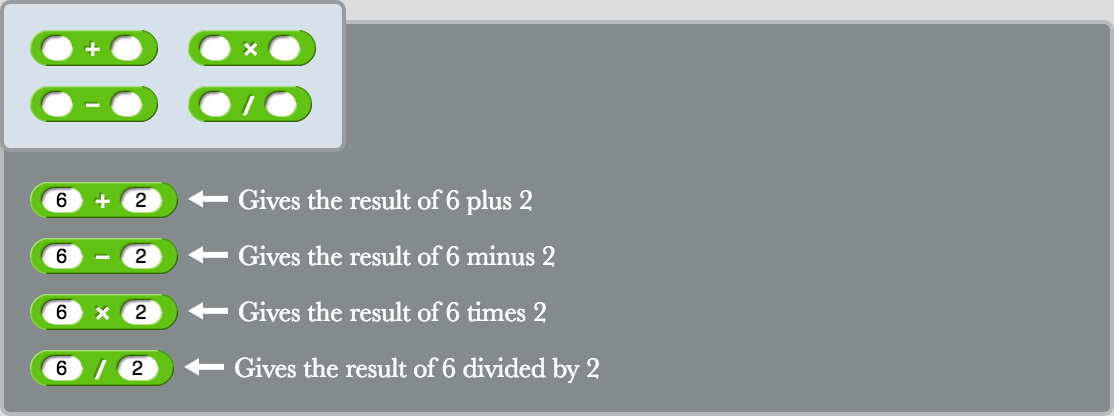 + ×
− /
6 + 2 Gives the result of 6 plus 2
6 − 2 Gives the result of 6 minus 2
6 × 2 Gives the result of 6 times 2
6 / 2 Gives the result of 6 divided by 2